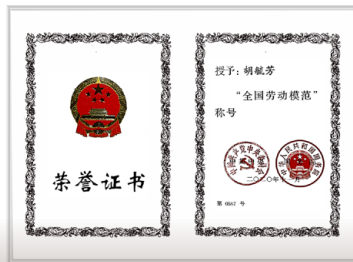 荣誉证书
授予：胡毓芳
“全国劳动模范”
称号
第 0567 号